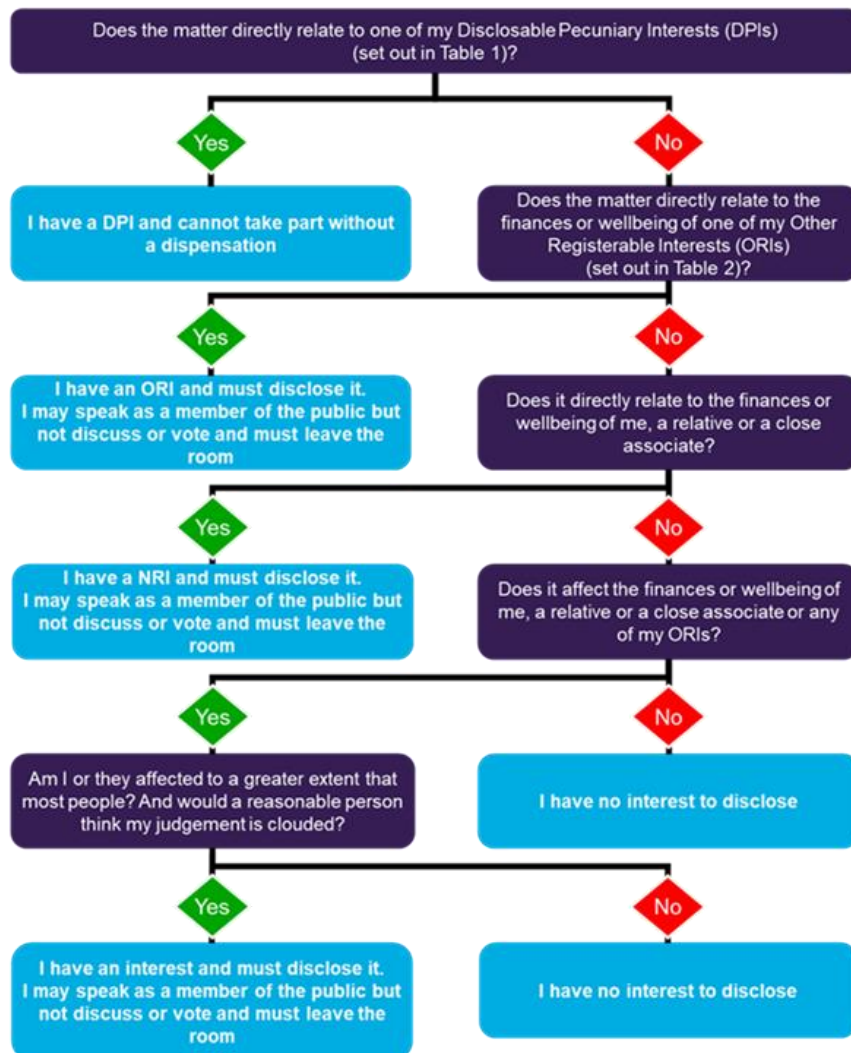 Does the matter directly relate to one of my Disclosable Pecuniary Interests (DPIs)
(set out in Table 1)?
Yes
No
I have a DPI and cannot take part without
a dispensation
Does the matter directly relate to the
finances or wellbeing of one of my Other
Registerable Interests (ORIs)
(set out in Table 2)?
Yes
No
I have an ORI and must disclose it.
I may speak as a member of the public but
not discuss or vote and must leave the
room
Does it directly relate to the finances or
wellbeing of me, a relative or a close
associate?
Yes
No
I have a NRI and must disclose it.
I may speak as a member of the public but
not discuss or vote and must leave the
room
Does it affect the finances or wellbeing of
me, a relative or a close associate or any
of my ORIs?
Yes
No
Am I or they affected to a greater extent that
most people? And would a reasonable person
think my judgement is clouded?
I have no interest to disclose
Yes
No
I have an interest and must disclose it.
I may speak as a member of the public but
not discuss or vote and must leave the
room
I have no interest to disclose